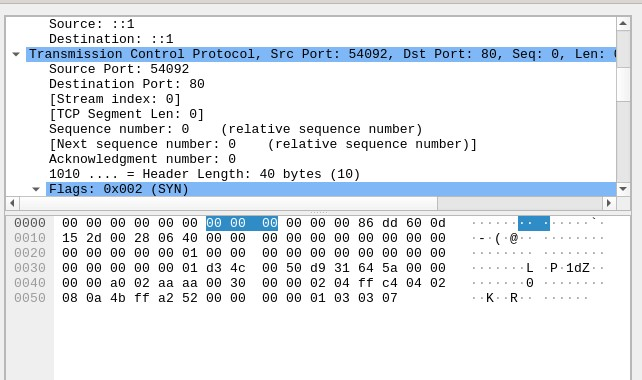 Source: ::1
Destination: ::1
Transmission Control Protocol, Src Port: 54092, Dst Port: 80, Seq: 0, Len: 0
Source Port: 54092
Destination Port: 80
[Stream index: 0]
[TCP Segment Len: 0]
Sequence number: 0    (relative sequence number)
[Next sequence number: 0    (relative sequence number)]
Acknowledgment number: 0
1010 .... = Header Length: 40 bytes (10)
Flags: 0x002 (SYN)
0000  00 00 00 00 00 00 00 00  00 00 00 00 86 dd 60 0d   ········ ······`·
0010  15 2d 00 28 06 40 00 00  00 00 00 00 00 00 00 00   ·-·(·@·· ········
0020  00 00 00 00 00 01 00 00  00 00 00 00 00 00 00 00   ········ ········
0030  00 00 00 00 00 01 d3 4c  00 50 d9 31 64 5a 00 00   ·······L ·P·1dZ··
0040  00 00 a0 02 aa aa 00 30  00 00 02 04 ff c4 04 02   ·······0 ········
0050  08 0a 4b ff a2 52 00 00  00 00 01 03 03 07         ··K··R·· ······